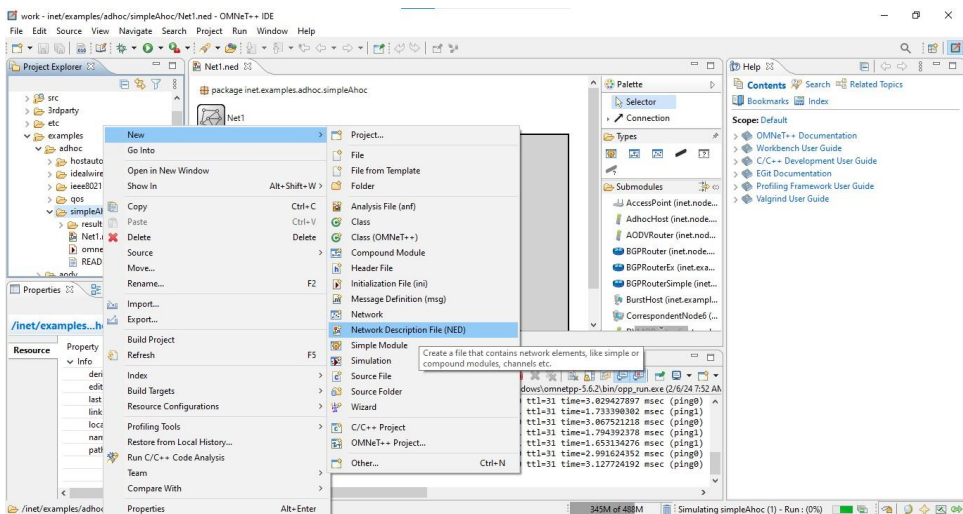 work - inet/examples/adhoc/simpleAhoc/Net1.ned - OMNeT++ IDE
File Edit Source View Navigate Search Project Run Window Help
Project Explorer
src
3rdparty
etc
examples
adhoc
hostauto
idealwire
ieee8021
qos
simpleAh
result
Net1.
omne
READ
andy
Properties
/inet/examples...h
Resource
Property
Info
deri
edit
last
link
loca
nam
path
New
Go Into
Open in New Window
Show In Alt+Shift+W >
Copy Ctrl+C
Paste Ctrl+V
Delete Delete
Source
Move...
Rename... F2
Import...
Export...
Build Project
Refresh F5
Index
Build Targets
Resource Configurations
Profiling Tools
Restore from Local History...
Run C/C++ Code Analysis
Team
Compare With
Properties Alt+Enter
Project...
File
File from Template
Folder
Analysis File (anf)
Class
Class (OMNeT++)
Compound Module
Header File
Initialization File (ini)
Message Definition (msg)
Network
Network Description File (NED)
Simple Module
Simulation
Source File
Source Folder
Wizard
C/C++ Project
OMNeT++ Project...
Other... Ctrl+N
Create a file that contains network elements, like simple or
compound modules, channels etc.
Net1.ned
package inet.examples.adhoc.simpleAhoc
Net1
Palette
Selector
Connection
Types
Submodules
AccessPoint (inet.node....
AdhocHost (inet.nod...
AODVRouter (inet.nod...
BGPRouter (inet.node....
BGPRouterEx (inet.exa...
BGPRouterSimple (inet...
BurstHost (inet.exampl...
CorrespondentNode6 (...
dows\omnetpp-5.6.2\bin/opp_run.exe (2/6/24 7:52 AM
ttl=31 time=3.029427897 msec (ping0)
ttl=31 time=1.733390302 msec (ping1)
ttl=31 time=3.067521218 msec (ping0)
ttl=31 time=1.794392378 msec (ping1)
ttl=31 time=1.653134276 msec (ping1)
ttl=31 time=2.991624352 msec (ping0)
ttl=31 time=3.127724192 msec (ping0)
Help
Contents Search Related Topics
Bookmarks Index
Scope: Default
OMNeT++ Documentation
Workbench User Guide
C/C++ Development User Guide
EGit Documentation
Profiling Framework User Guide
Valgrind User Guide
/inet/examples/adhoc
345M of 488M
Simulating simpleAhoc (1) - Run : (0%)